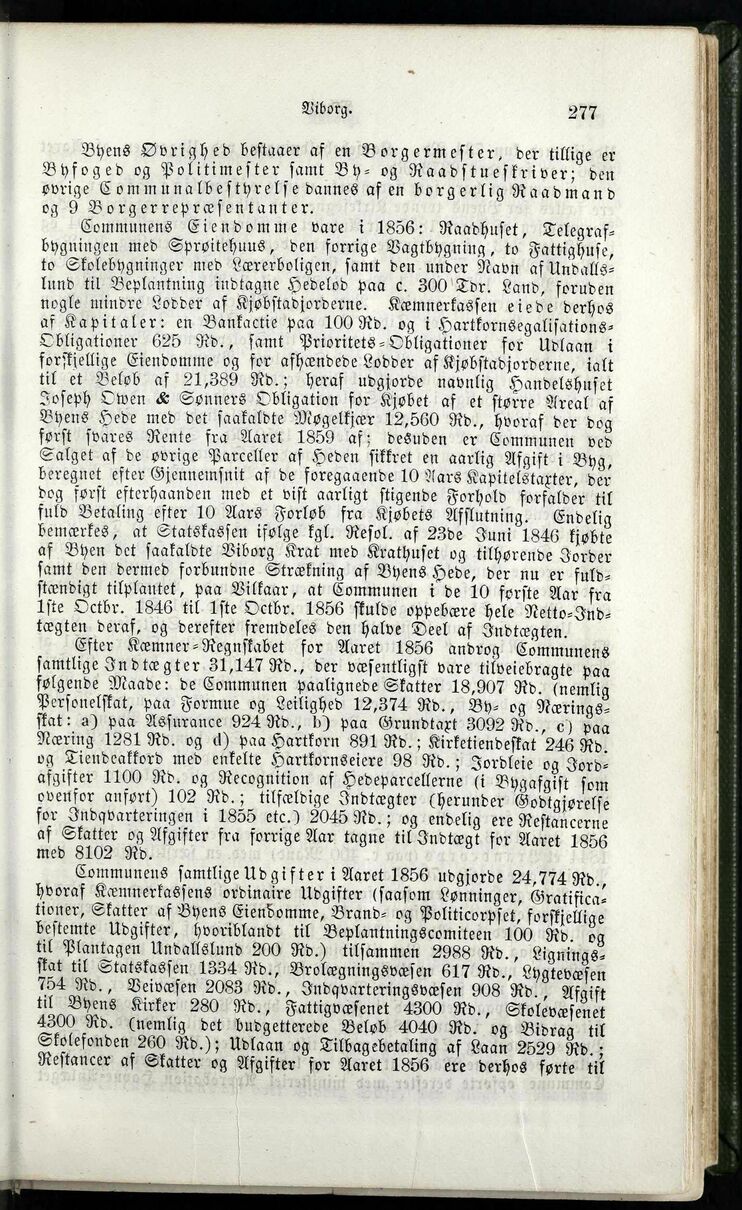 Viborg.
277
Byens Øvrighed bestaaer af en Borgermester, der tillige er
Byfoged og Politimester samt By- og Raadstueskriver; den
øvrige Communalbestyrelse dannes af en borgerlig Raadmand
og 9 Borgerrepræsentanter.
Communens Eiendomme vare i 1856: Raadhuset, Telegraf-
bygningen med Sprøitehuus, den forrige Vagtbygning, to Fattighuse,
to Skolebygninger med Lærerboligen, samt den under Navn af Undalls-
lund til Beplantning indtagne Hedelod paa c. 300 Tdr. Land, foruden
nogle mindre Lodder af Kjøbstadjorderne. Kæmnerkassen eiede derhos
af Kapitaler: en Bankactie paa 100 Rd. og i Hartkornsegalisations-
Obligationer 625 Rd., samt Prioritets-Obligationer for Udlaan i
forskjellige Eiendomme og for afhændede Lodder af Kjøbstadjorderne, ialt
til et Beløb af 21,389 Rd.; heraf udgjorde navnlig Handelshuset
Joseph Owen & Sønners Obligation for Kjøbet af et større Areal af
Byens Hede med det saakaldte Møgelkjær 12,560 Rd., hvoraf der dog
først svares Rente fra Aaret 1859 af; desuden er Communen ved
Salget af de øvrige Parceller af Heden sikkret en aarlig Afgift i Byg,
beregnet efter Gjennemsnit af de foregaaende 10 Aars Kapitelstaxter, der
dog først efterhaanden med et vist aarligt stigende Forhold forfalder til
fuld Betaling efter 10 Aars Forløb fra Kjøbets Afslutning. Endelig
bemærkes, at Statskassen ifølge kgl. Resol. af 23de Juni 1846 kjøbte
af Byen det saakaldte Viborg Krat med Krathuset og tilhørende Jorder
samt den dermed forbundne Strækning af Byens Hede, der nu er fuld-
stændigt tilplantet, paa Vilkaar, at Communen i de 10 første Aar fra
1ste Octbr. 1846 til 1ste Octbr. 1856 skulde oppebære hele Netto-Ind-
tægten deraf, og derefter fremdeles den halve Deel af Indtægten.
Efter Kæmner-Regnskabet for Aaret 1856 androg Communens
samtlige Indtægter 31,147 Rd., der væsentligst vare tilveiebragte paa
følgende Maade: de Communen paalignede Skatter 18,907 Rd. (nemlig
Personelskat, paa Formue og Leilighed 12,374 Rd., By- og Nærings-
skat: a) paa Assurance 924 Rd., b) paa Grundtaxt 3092 Rd., c) paa
Næring 1281 Rd. og d) paa Hartkorn 891 Rd.; Kirketiendeskat 246 Rd.
og Tiendeakkord med enkelte Hartkornseiere 98 Rd.; Jordleie og Jord-
afgifter 1100 Rd. og Recognition af Hedeparcellerne (i Bygafgift som
ovenfor anført) 102 Rd.; tilfældige Indtægter (herunder Godtgjørelse
for Indqvarteringen i 1855 etc.) 2045 Rd.; og endelig ere Restancerne
af Skatter og Afgifter fra forrige Aar tagne til Indtægt for Aaret 1856
med 8102 Rd.
Communens samtlige Udgifter i Aaret 1856 udgjorde 24,774 Rd.,
hvoraf Kæmnerkassens ordinaire Udgifter (saasom Lønninger, Gratifica-
tioner, Skatter af Byens Eiendomme, Brand- og Politicorpset, forskjellige
bestemte Udgifter, hvoriblandt til Beplantningscomiteen 100 Rd. og
til Plantagen Undallslund 200 Rd.) tilsammen 2988 Rd., Lignings-
skat til Statskassen 1334 Rd., Brolægningsvæsen 617 Rd., Lygtevæsen
754 Rd., Veivæsen 2083 Rd., Indqvarteringsvæsen 908 Rd., Afgift
til Byens Kirker 280 Rd., Fattigvæsenet 4300 Rd., Skolevæsenet
4300 Rd. (nemlig det budgetterede Beløb 4040 Rd. og Bidrag til
Skolefonden 260 Rd.); Udlaan og Tilbagebetaling af Laan 2529 Rd.;
Restancer af Skatter og Afgifter for Aaret 1856 ere derhos førte til